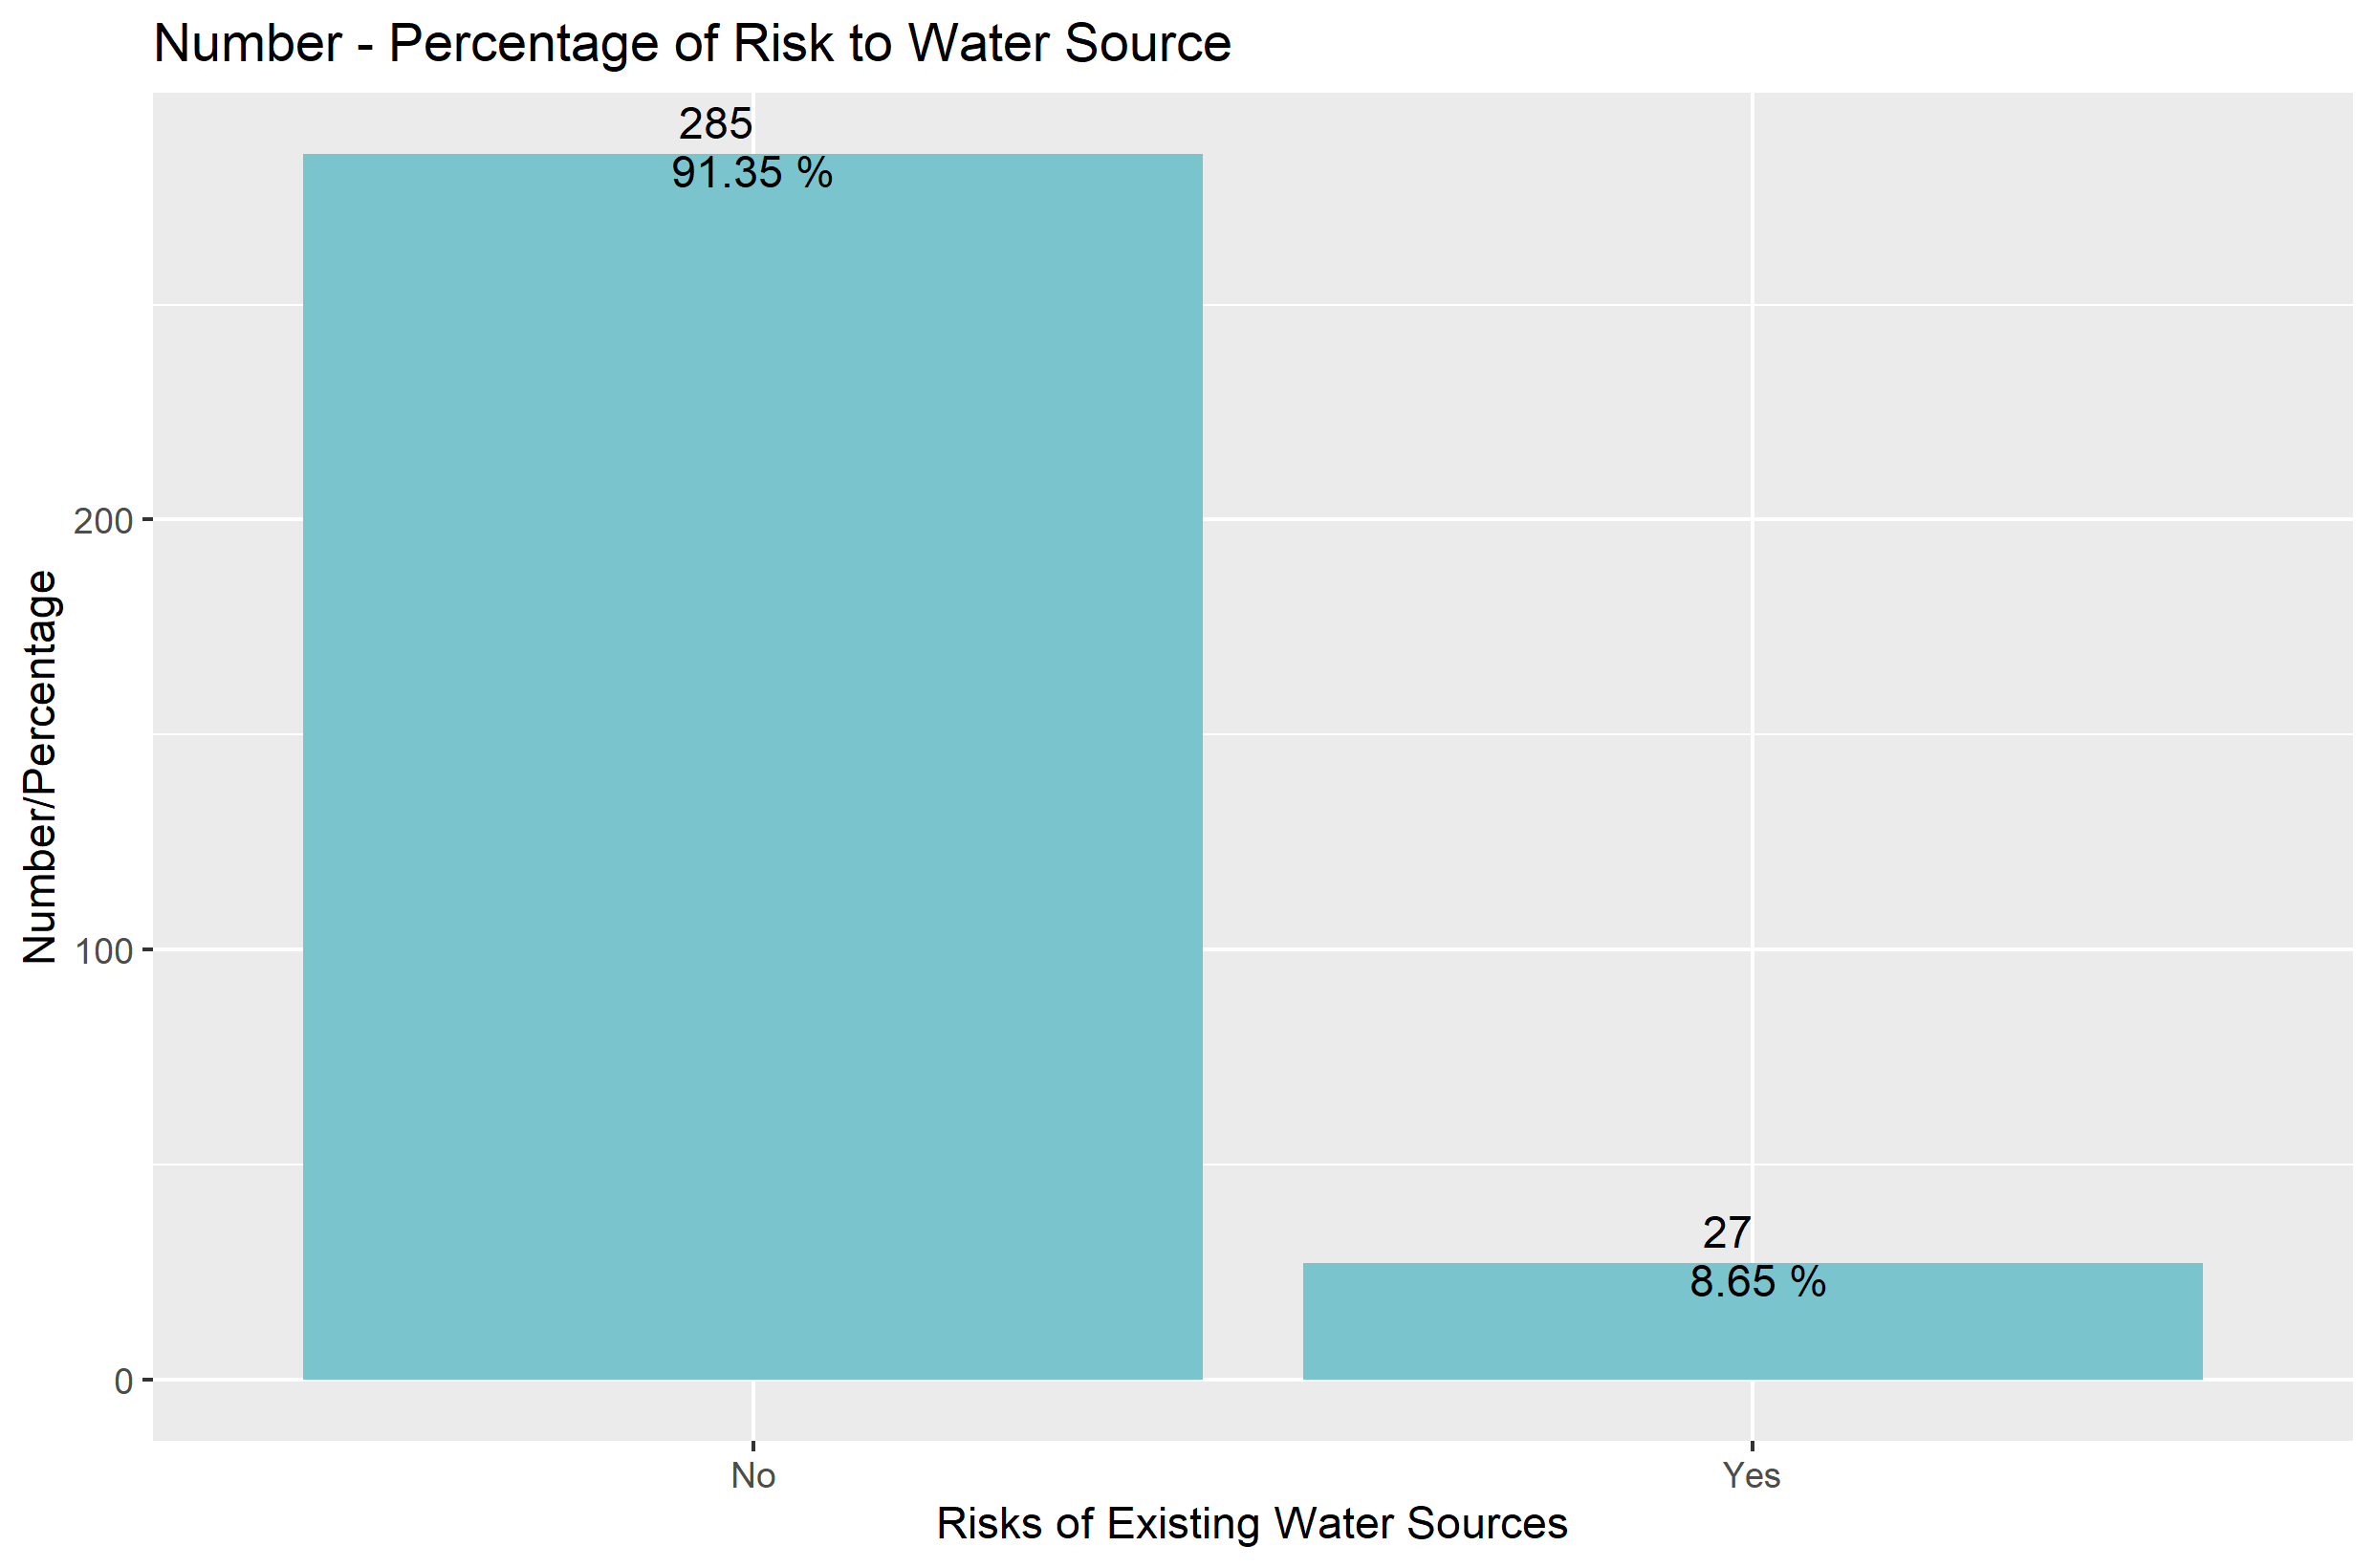 Number - Percentage of Risk to Water Source
285
91.35 %
200
Number/Percentage
100
27
8.65 %
0
No
Yes
Risks of Existing Water Sources